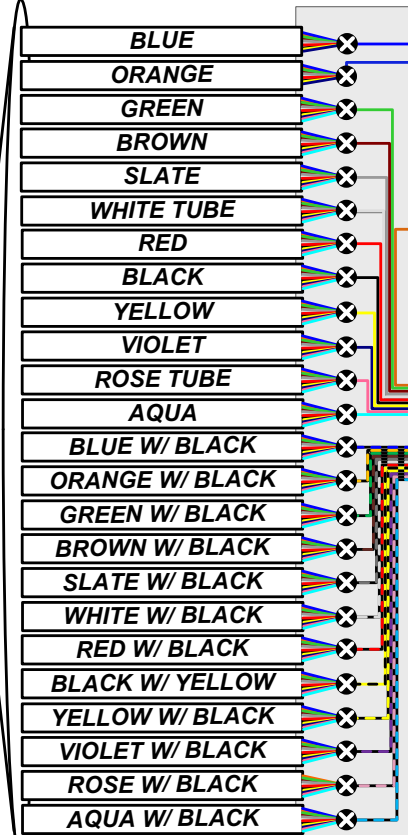 BLUE
ORANGE
GREEN
BROWN
SLATE
WHITE TUBE
RED
BLACK
YELLOW
VIOLET
ROSE TUBE
AQUA
BLUE W/ BLACK
ORANGE W/ BLACK
GREEN W/ BLACK
BROWN W/ BLACK
SLATE W/ BLACK
WHITE W/ BLACK
RED W/ BLACK
BLACK W/ YELLOW
YELLOW W/ BLACK
VIOLET W/ BLACK
ROSE W/ BLACK
AQUA W/ BLACK